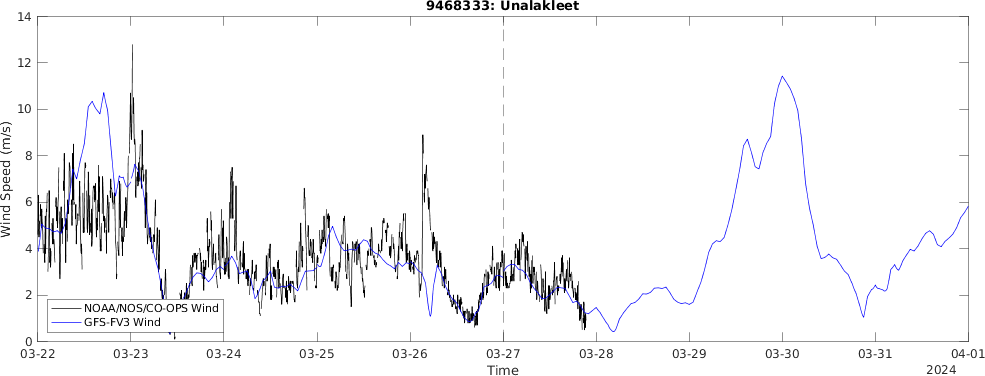 9468333: Unalakleet
14
12
10
8
6
4
2
0
Wind Speed (m/s)
NOAA/NOS/CO-OPS Wind
GFS-FV3 Wind
03-22 03-23 03-24 03-25 03-26 03-27 03-28 03-29 03-30 03-31 04-01
Time
2024